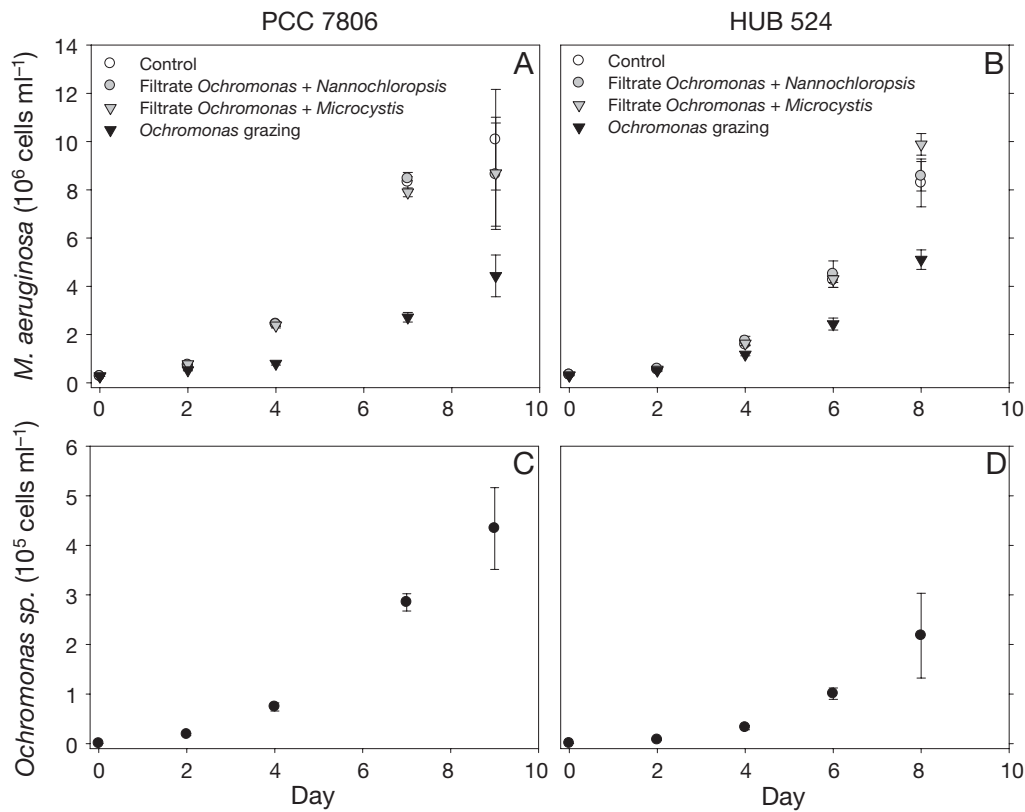 PCC 7806
HUB 524
A
Control
Filtrate Ochromonas + Nannochloropsis
Filtrate Ochromonas + Microcystis
Ochromonas grazing
B
Control
Filtrate Ochromonas + Nannochloropsis
Filtrate Ochromonas + Microcystis
Ochromonas grazing
M. aeruginosa (10⁶ cells ml⁻¹)
14
12
10
8
6
4
2
0
0 2 4 6 8 10
0 2 4 6 8 10
C
D
Ochromonas sp. (10⁵ cells ml⁻¹)
6
5
4
3
2
1
0
0 2 4 6 8 10
0 2 4 6 8 10
Day
Day